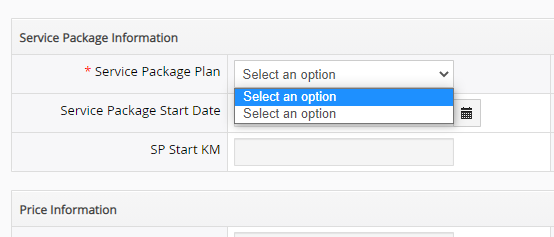 Service Package Information
* Service Package Plan
Select an option
Select an option
Select an option
Service Package Start Date
SP Start KM
Price Information